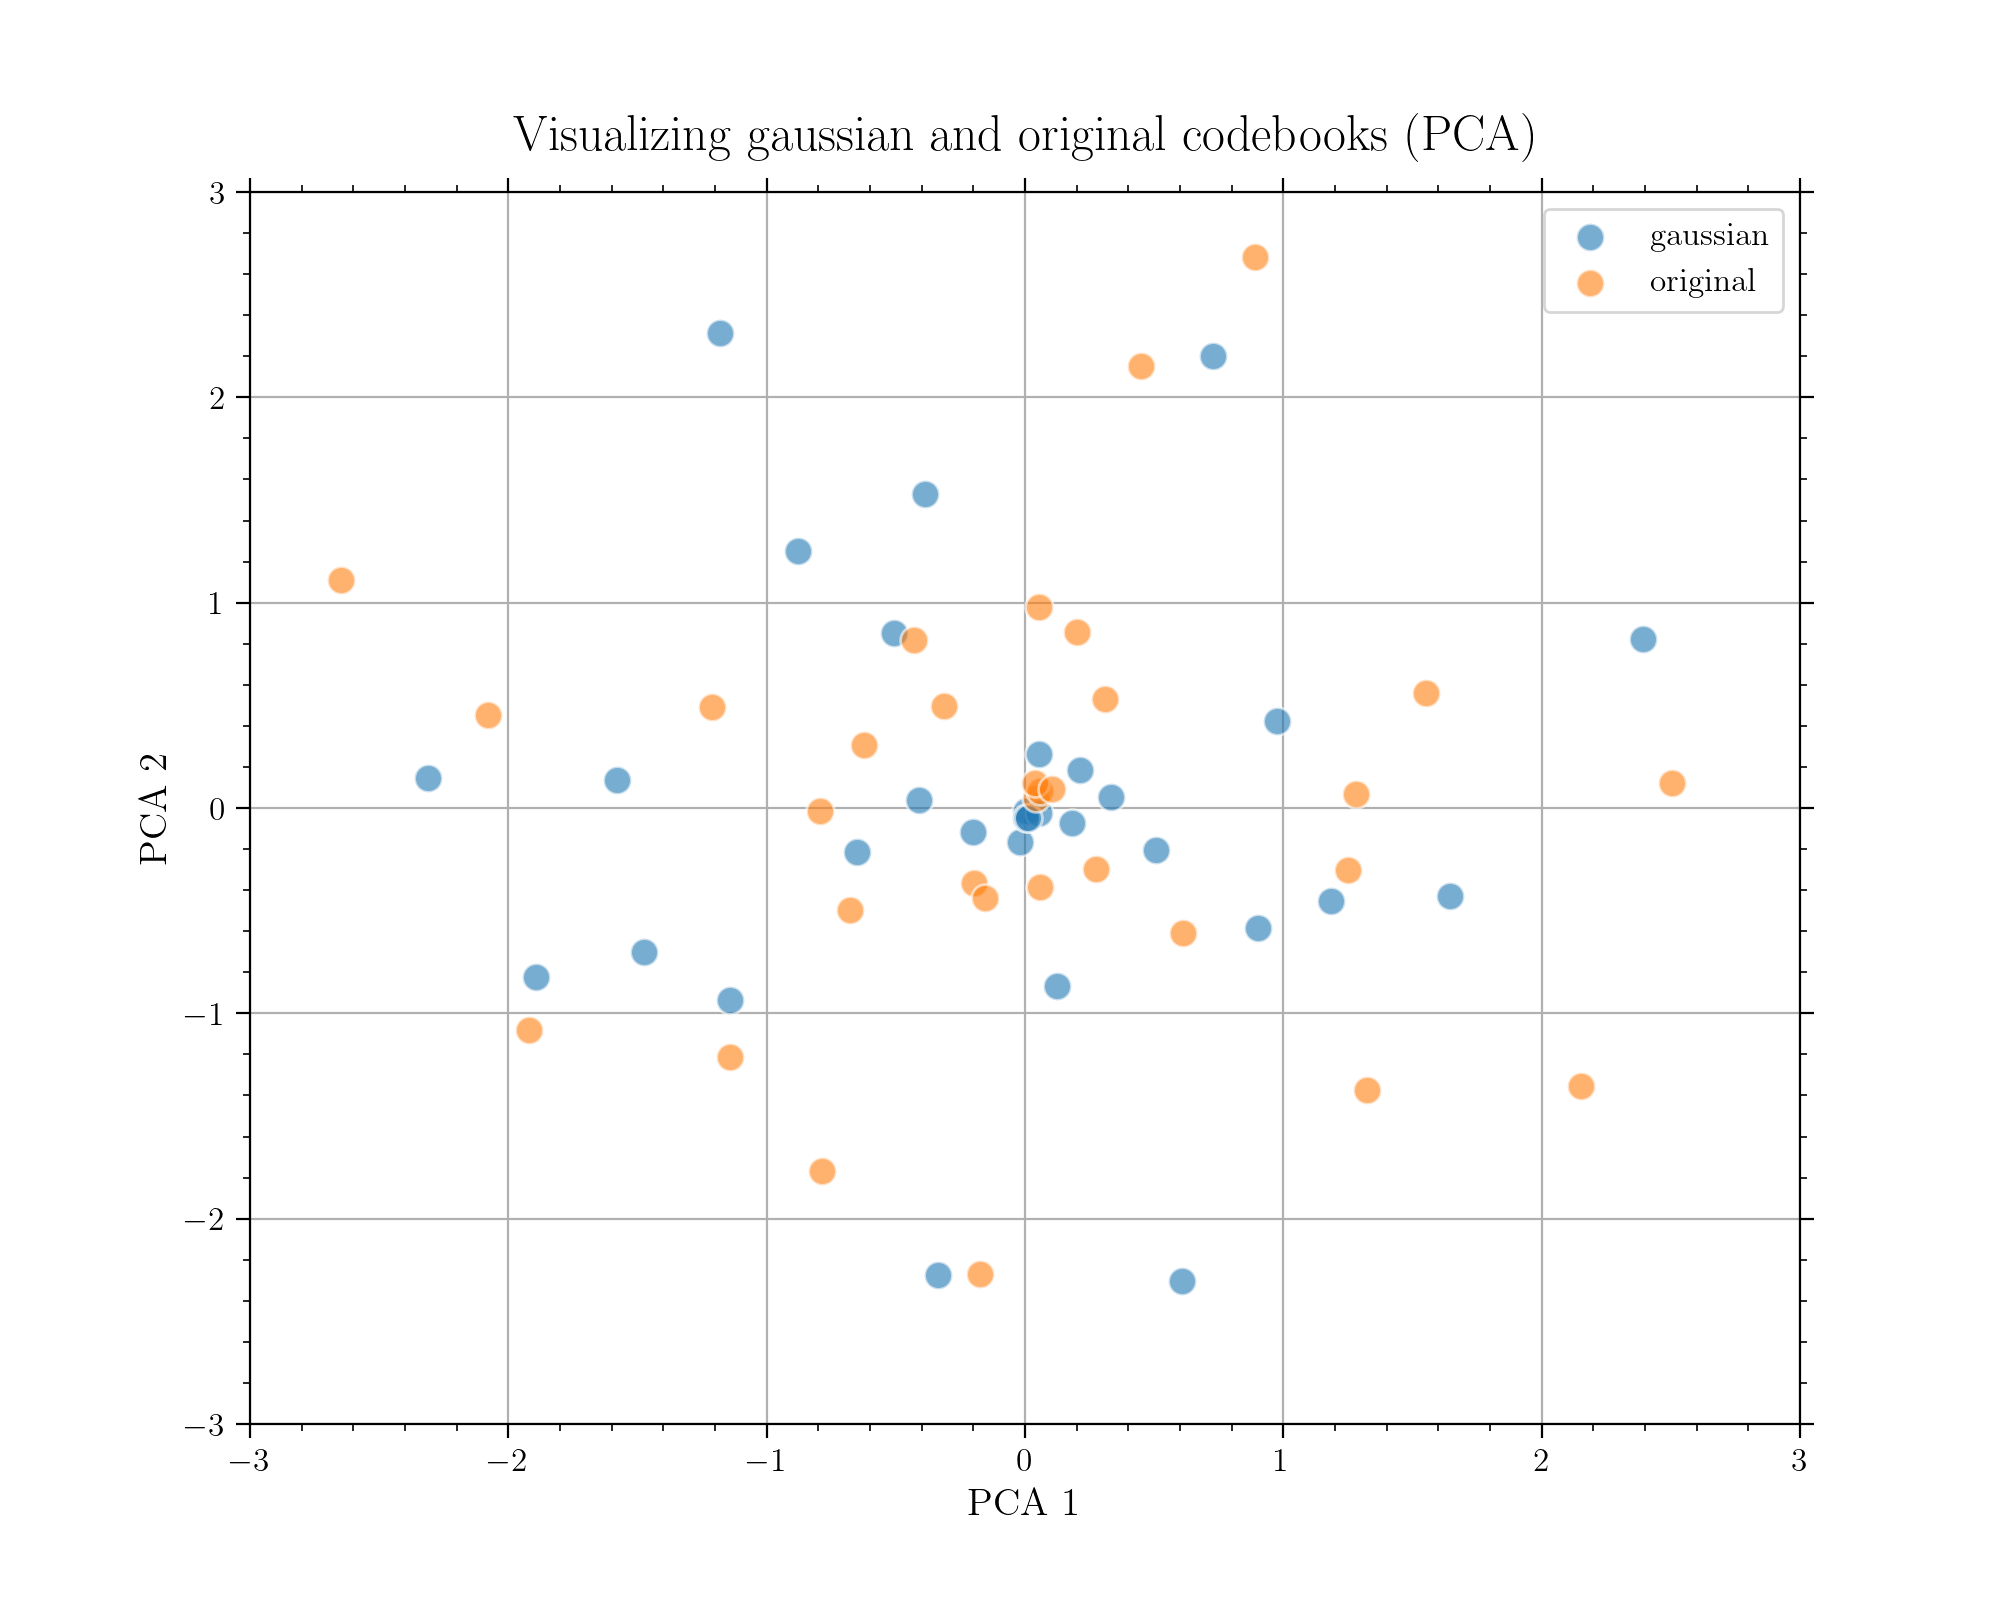 Visualizing gaussian and original codebooks (PCA)
gaussian
original
3
2
1
0
−1
−2
−3
PCA 2
−3
−2
−1
0
1
2
3
PCA 1